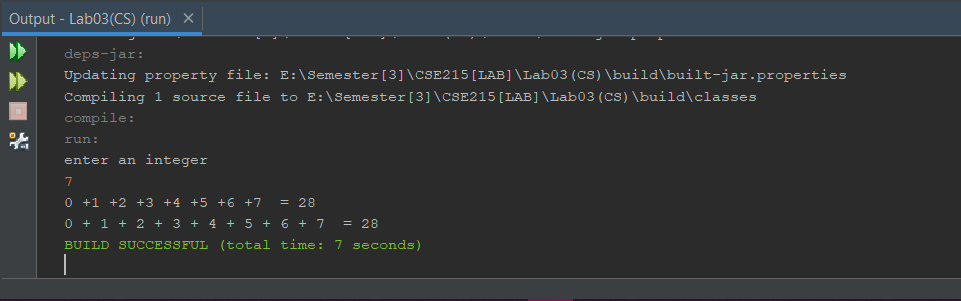 Output - Lab03(CS) (run) ×
deps-jar:
Updating property file: E:\Semester[3]\CSE215[LAB]\Lab03(CS)\build\built-jar.properties
Compiling 1 source file to E:\Semester[3]\CSE215[LAB]\Lab03(CS)\build\classes
compile:
run:
enter an integer
7
0 +1 +2 +3 +4 +5 +6 +7  = 28
0 + 1 + 2 + 3 + 4 + 5 + 6 + 7  = 28
BUILD SUCCESSFUL (total time: 7 seconds)